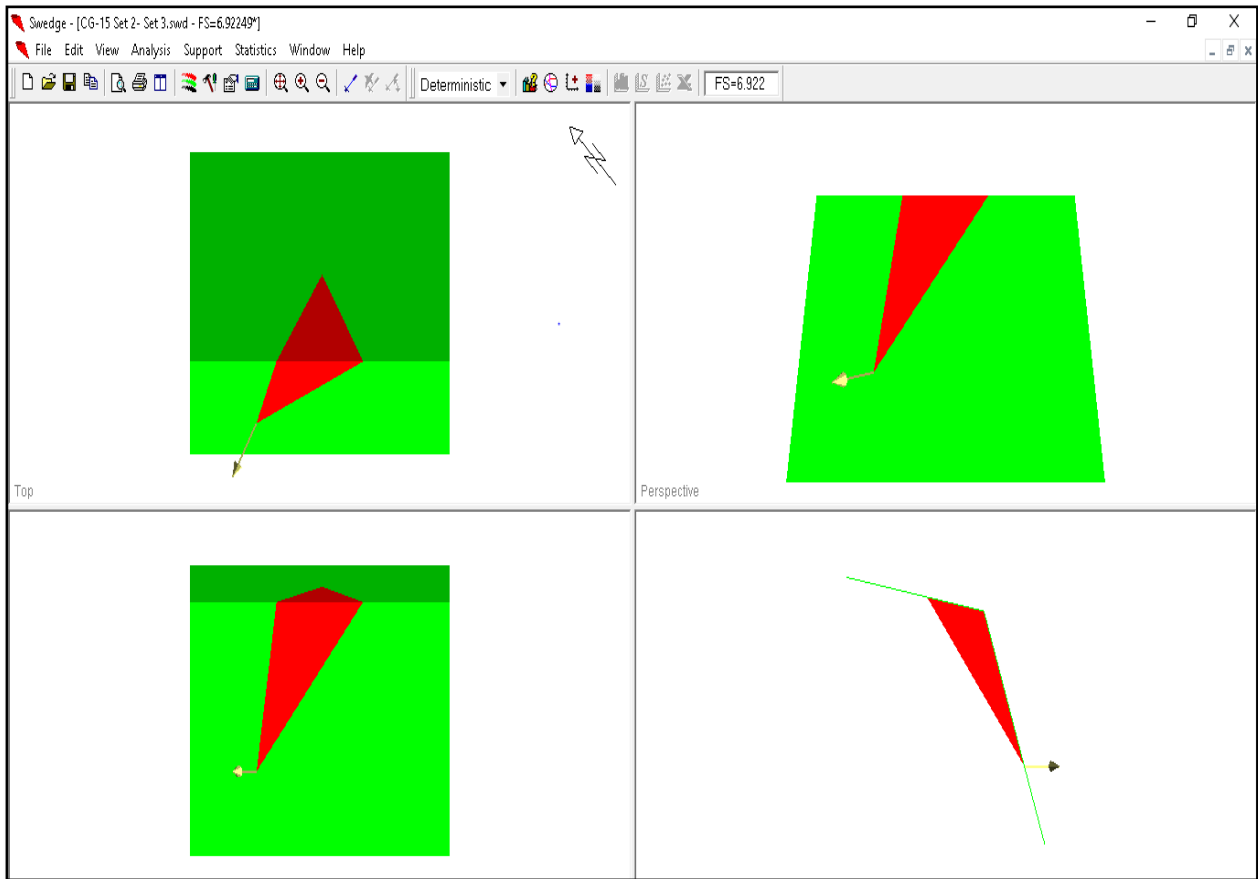 Swedge - [CG-15 Set 2- Set 3.swd - FS=6.92249*]
File Edit View Analysis Support Statistics Window Help
Deterministic FS=6.922
Top
Perspective